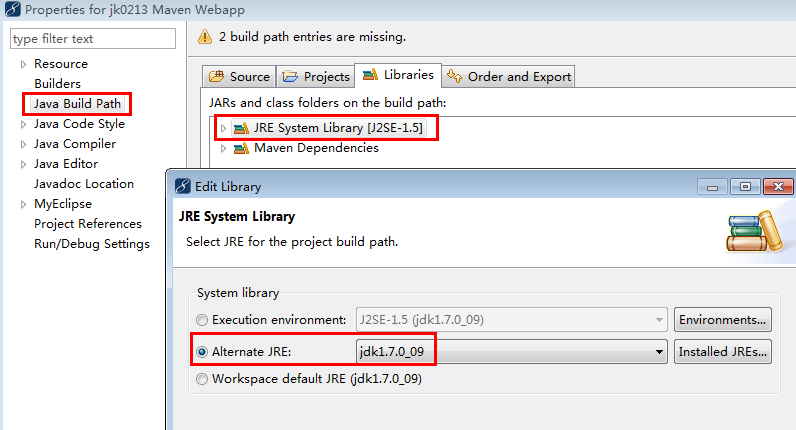 Properties for jk0213 Maven Webapp
type filter text
Resource
Builders
Java Build Path
Java Code Style
Java Compiler
Java Editor
Javadoc Location
MyEclipse
Project References
Run/Debug Settings
2 build path entries are missing.
Source Projects Libraries Order and Export
JARs and class folders on the build path:
JRE System Library [J2SE-1.5]
Maven Dependencies
Edit Library
JRE System Library
Select JRE for the project build path.
System library
Execution environment: J2SE-1.5 (jdk1.7.0_09) Environments...
Alternate JRE: jdk1.7.0_09 Installed JREs...
Workspace default JRE (jdk1.7.0_09)